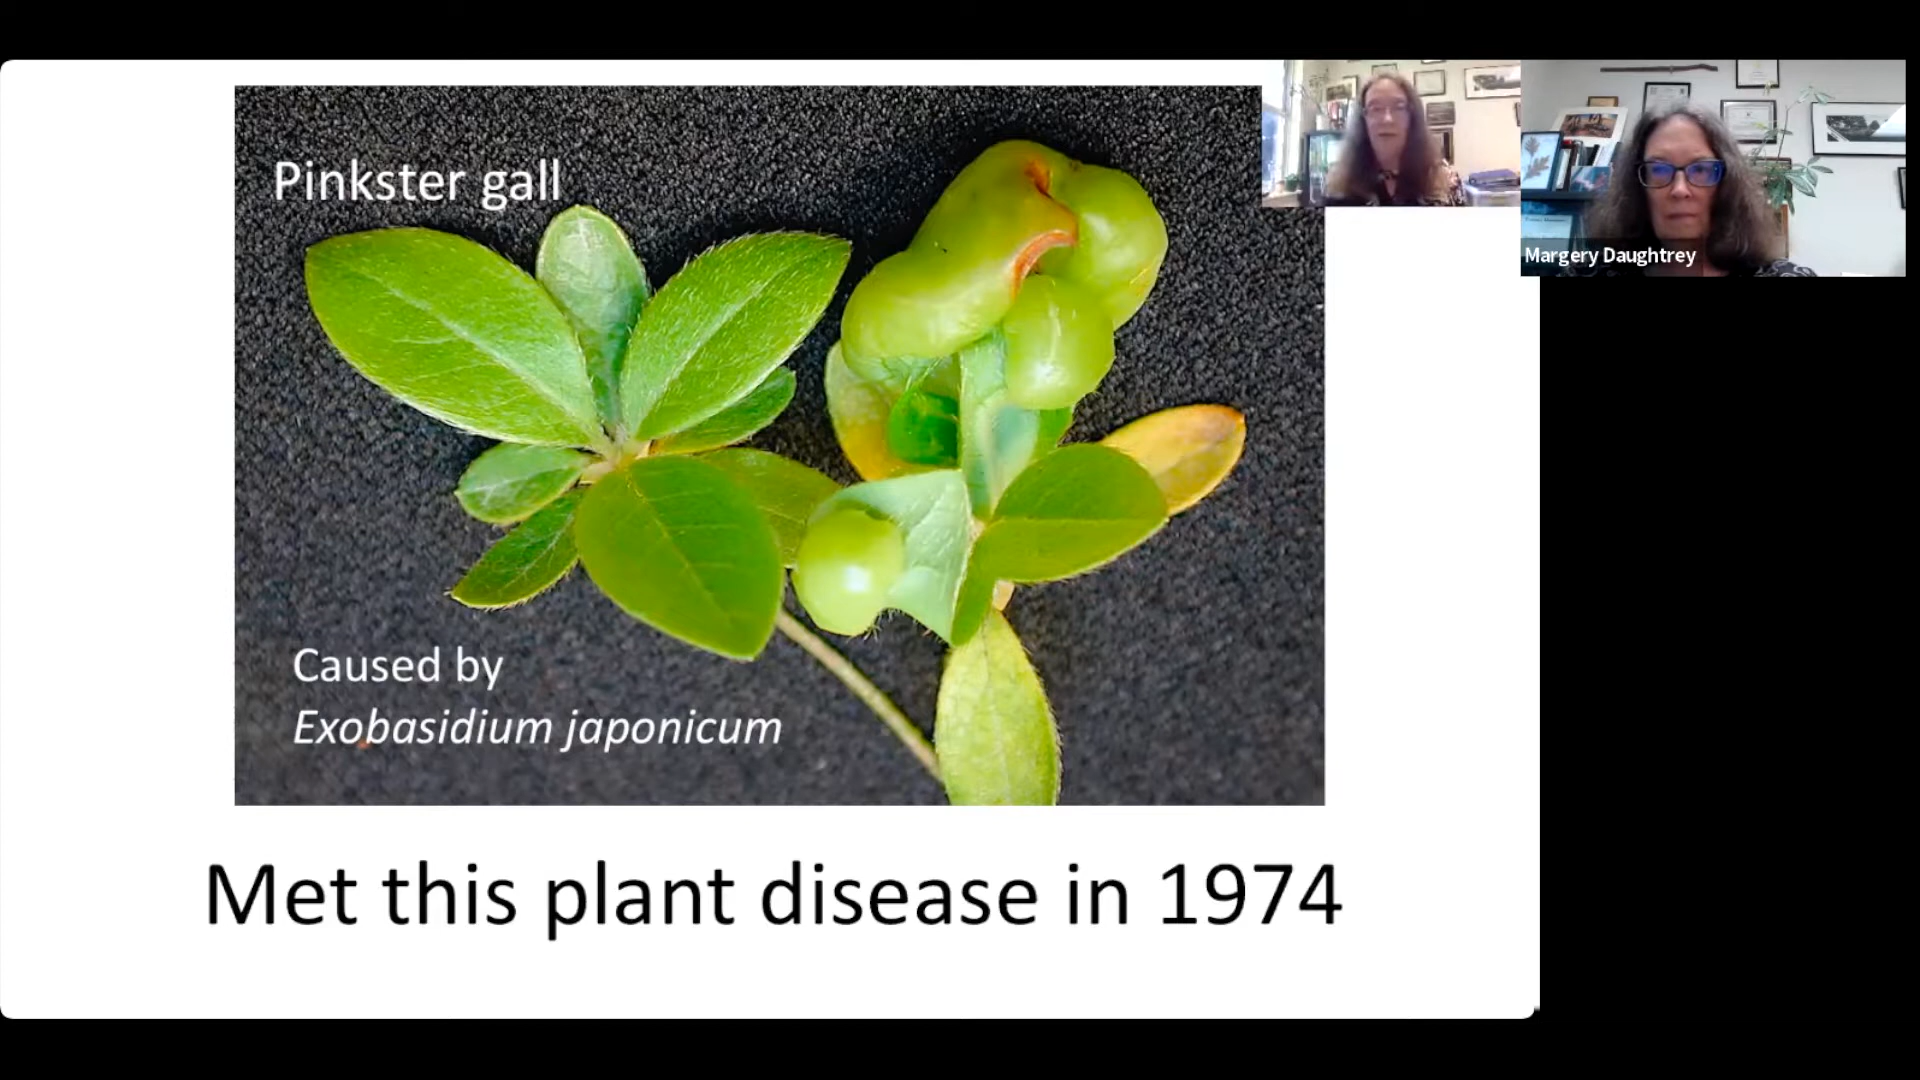 Pinkster gall
Margery Daughtrey
Caused by
Exobasidium japonicum
Met this plant disease in 1974